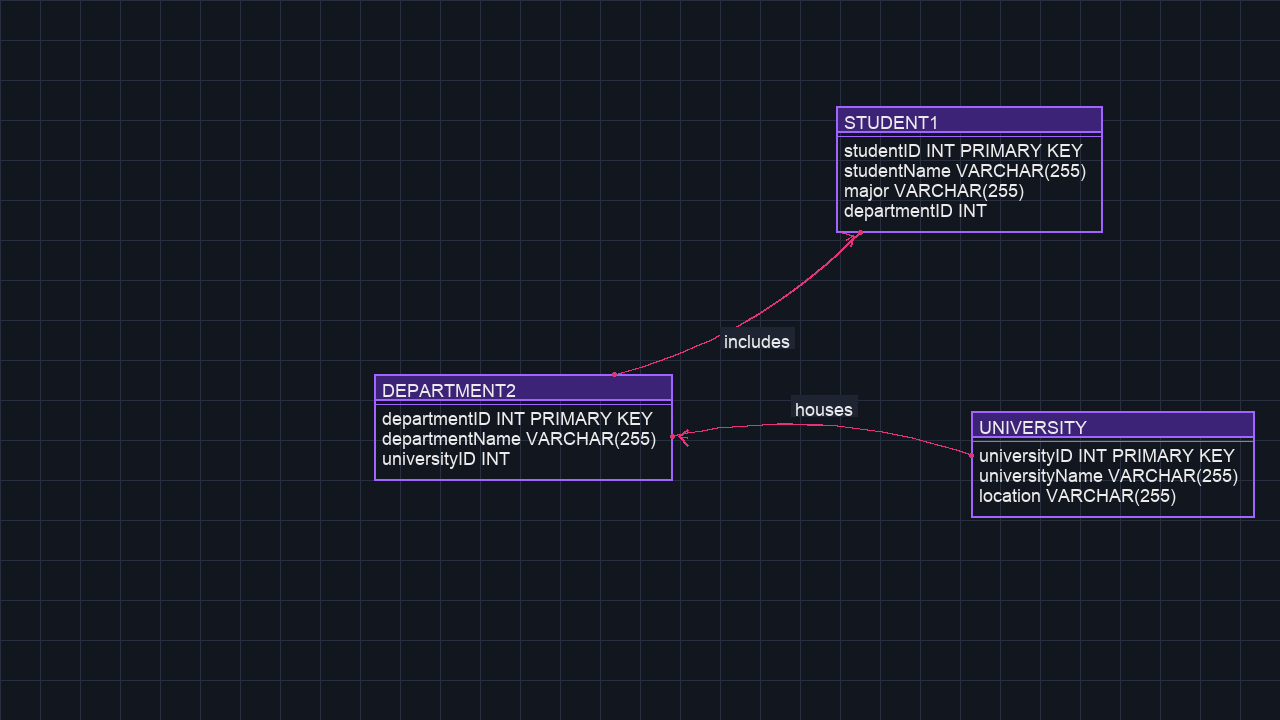 STUDENT1
studentID INT PRIMARY KEY
studentName VARCHAR(255)
major VARCHAR(255)
departmentID INT
includes
DEPARTMENT2
departmentID INT PRIMARY KEY
departmentName VARCHAR(255)
universityID INT
houses
UNIVERSITY
universityID INT PRIMARY KEY
universityName VARCHAR(255)
location VARCHAR(255)